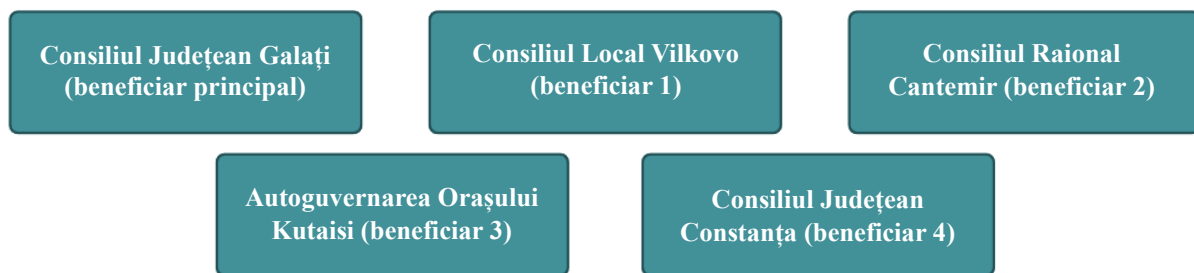 Consiliul Județean Galați
(beneficiar principal)
Consiliul Local Vilkovo
(beneficiar 1)
Consiliul Raional
Cantemir (beneficiar 2)
Autoguvernarea Orașului
Kutaisi (beneficiar 3)
Consiliul Județean
Constanța (beneficiar 4)